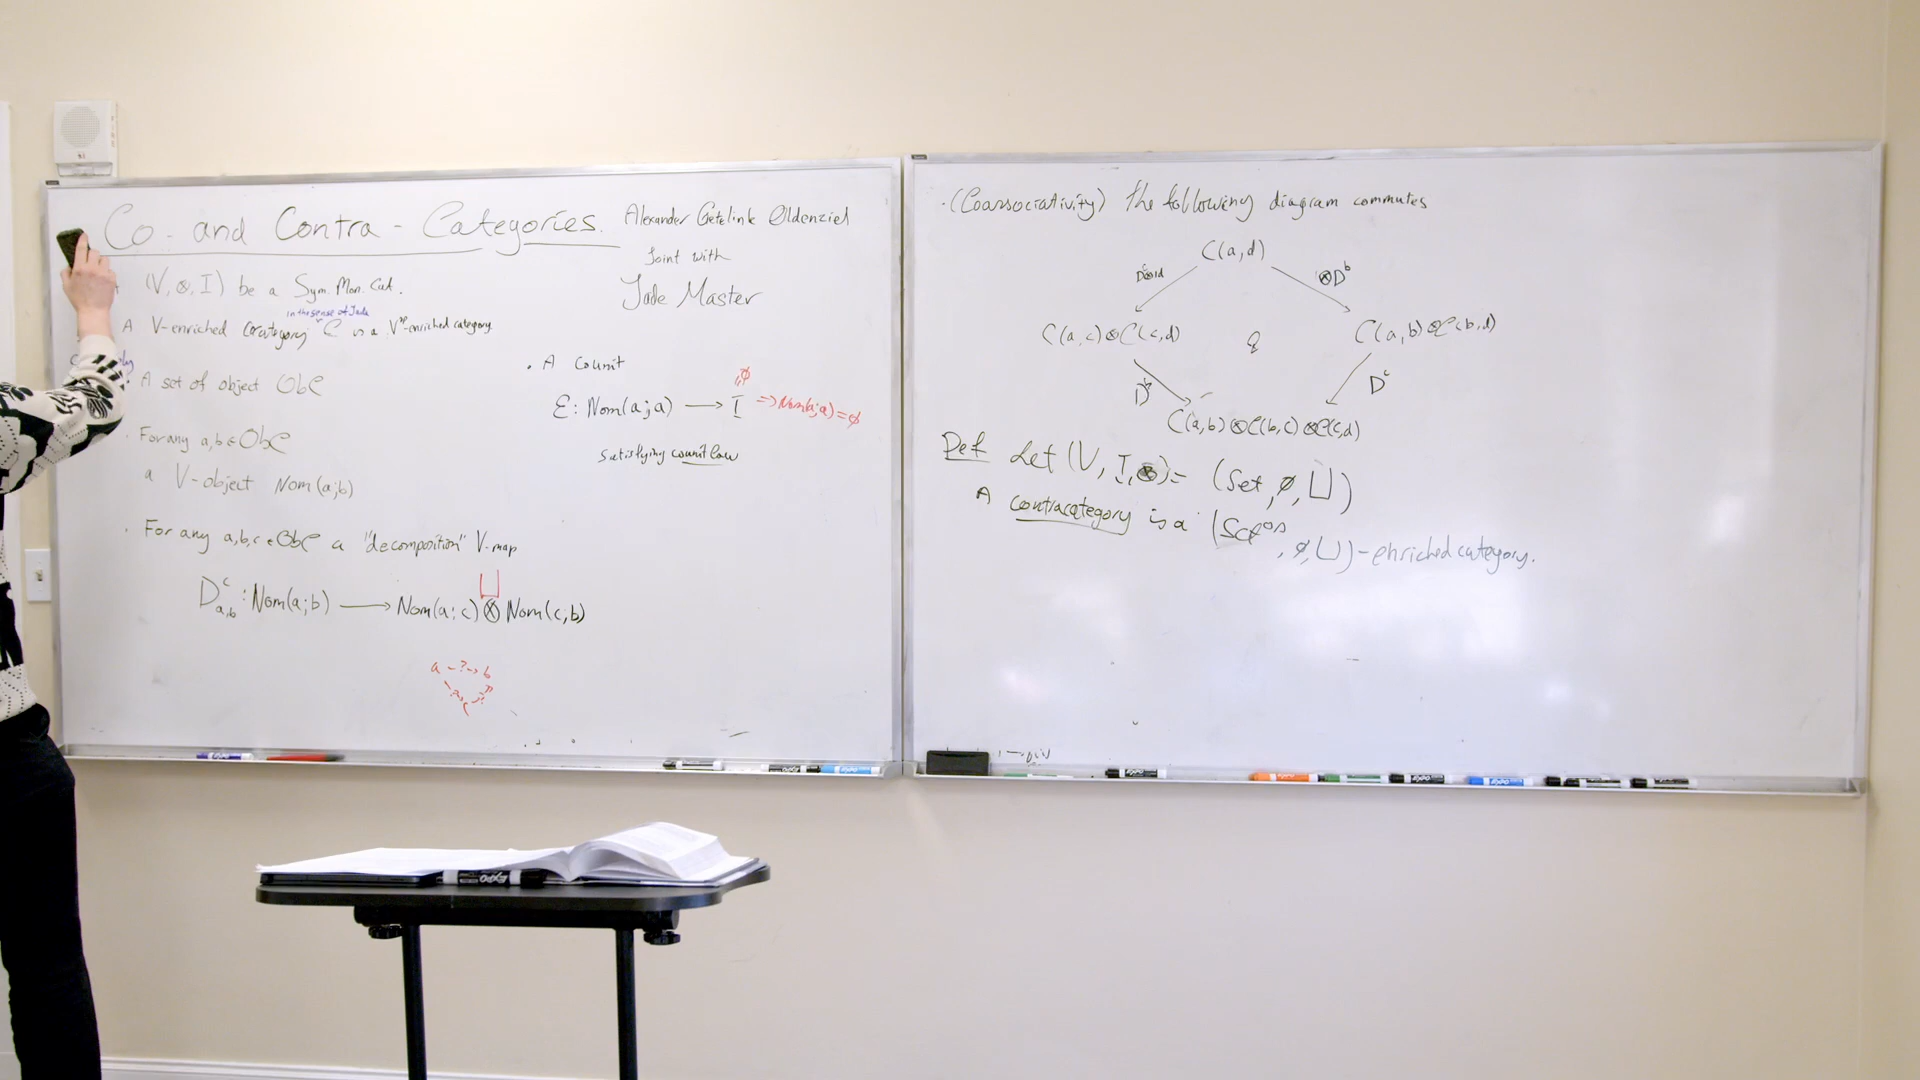 Co- and Contra-Categories.
Alexander Gietelink Oldenziel
Joint with
Jade Master
(V, ⊗, I) be a Sym. Mon. Cat.
in the sense of Jade
A V-enriched cocategory C is a V^op-enriched category
• A set of object Ob C
• For any a, b ∈ Ob C
a V-object Nom(a;b)
• For any a,b,c ∈ Ob C a "decomposition" V-map
⊔
D^c_{a,b} : Nom(a;b) ⟶ Nom(a;c) ⊗ Nom(c;b)
a -?-> b
• A counit
∅
Ɛ: Nom(a;a) ⟶ I => Nom(a;a) = ∅
satisfying counit law
• (Coassociativity) the following diagram commutes
C(a,d)
D^c⊗id
⊗D^b
C(a,c)⊗C(c,d)
C(a,b)⊗C(b,d)
D^b
D^c
C(a,b)⊗C(b,c)⊗C(c,d)
Def Let (V, I, ⊗) = (Set, ∅, ⊔)
A contracategory is a (Set^op, ∅, ⊔)-enriched category.